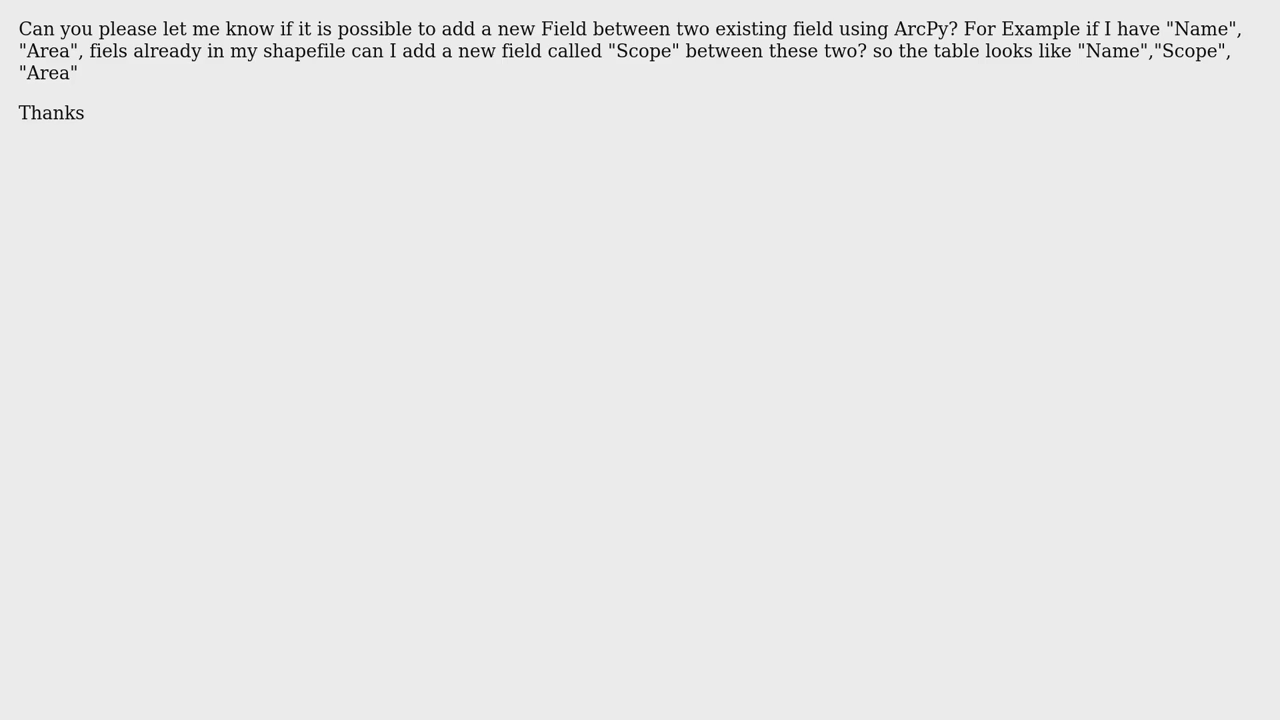 Can you please let me know if it is possible to add a new Field between two existing field using ArcPy? For Example if I have "Name",
"Area", fiels already in my shapefile can I add a new field called "Scope" between these two? so the table looks like "Name","Scope",
"Area"
Thanks